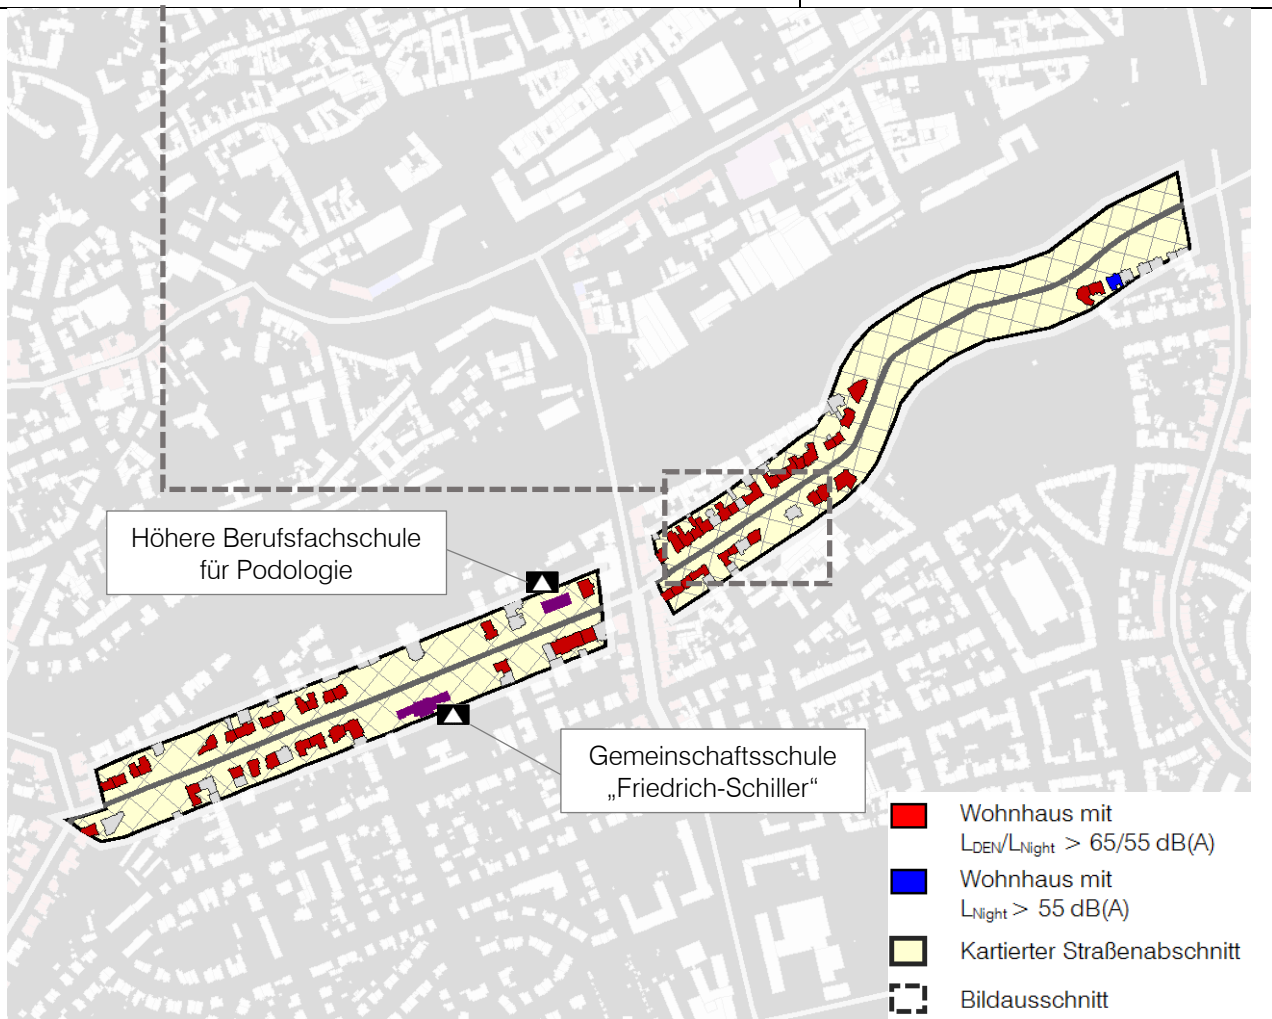 Höhere Berufsfachschule
für Podologie
Gemeinschaftsschule
„Friedrich-Schiller“
Wohnhaus mit
LDEN/LNight > 65/55 dB(A)
Wohnhaus mit
LNight > 55 dB(A)
Kartierter Straßenabschnitt
Bildausschnitt